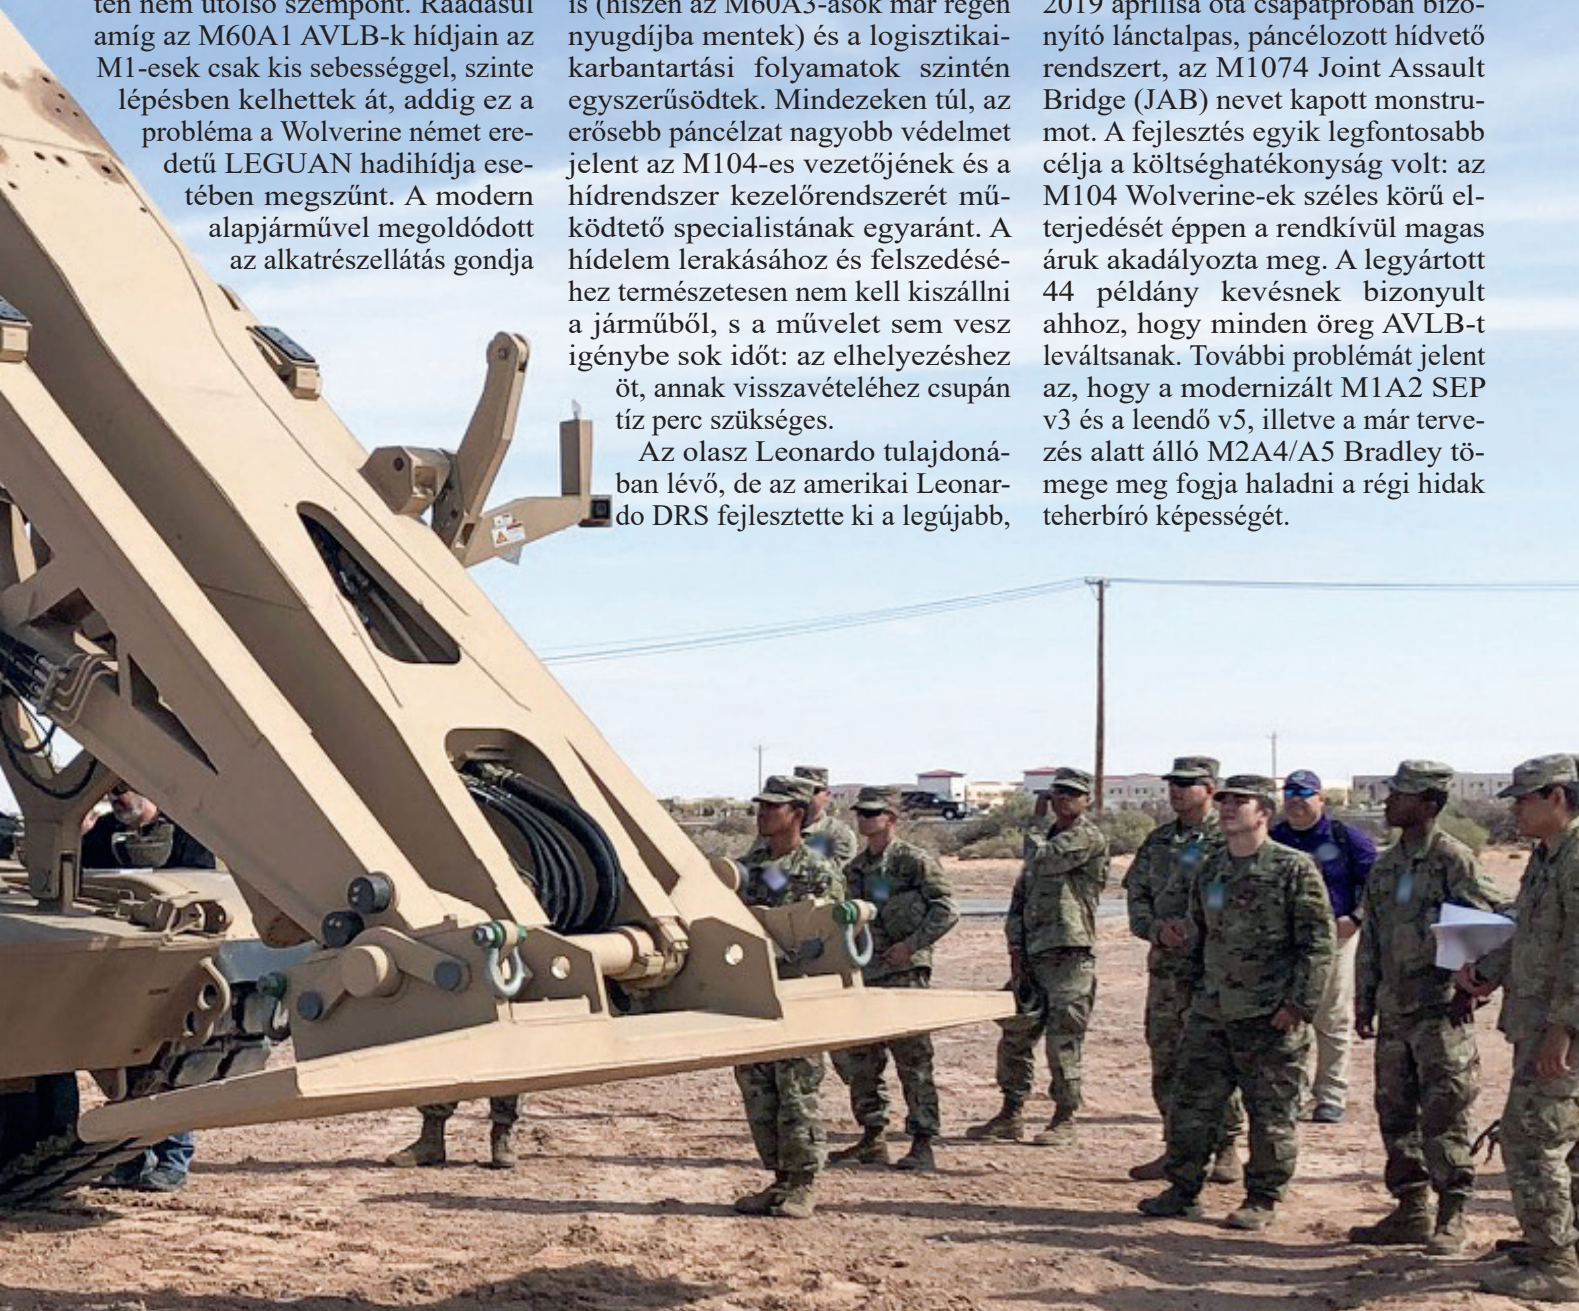 ten nem utolsó szempont. Ráadásul
amíg az M60A1 AVLB-k hídjain az
M1-esek csak kis sebességgel, szinte
lépésben kelhettek át, addig ez a
probléma a Wolverine német ere-
detű LEGUAN hadihídja ese-
tében megszűnt. A modern
alapjárművel megoldódott
az alkatrészellátás gondja
is (hiszen az M60A3-asok már régen
nyugdíjba mentek) és a logisztikai-
karbantartási folyamatok szintén
egyszerűsödtek. Mindezeken túl, az
erősebb páncélzat nagyobb védelmet
jelent az M104-es vezetőjének és a
hídrendszer kezelőrendszerét mű-
ködtető specialistának egyaránt. A
hídelem lerakásához és felszedésé-
hez természetesen nem kell kiszállni
a járműből, s a művelet sem vesz
igénybe sok időt: az elhelyezéshez
öt, annak visszavételéhez csupán
tíz perc szükséges.
Az olasz Leonardo tulajdoná-
ban lévő, de az amerikai Leonar-
do DRS fejlesztette ki a legújabb,
2019 áprilisa óta csapatpróbán bizo-
nyító lánctalpas, páncélozott hídvető
rendszert, az M1074 Joint Assault
Bridge (JAB) nevet kapott monstru-
mot. A fejlesztés egyik legfontosabb
célja a költséghatékonyság volt: az
M104 Wolverine-ek széles körű el-
terjedését éppen a rendkívül magas
áruk akadályozta meg. A legyártott
44 példány kevésnek bizonyult
ahhoz, hogy minden öreg AVLB-t
leváltsanak. További problémát jelent
az, hogy a modernizált M1A2 SEP
v3 és a leendő v5, illetve a már terve-
zés alatt álló M2A4/A5 Bradley tö-
mege meg fogja haladni a régi hidak
teherbíró képességét.